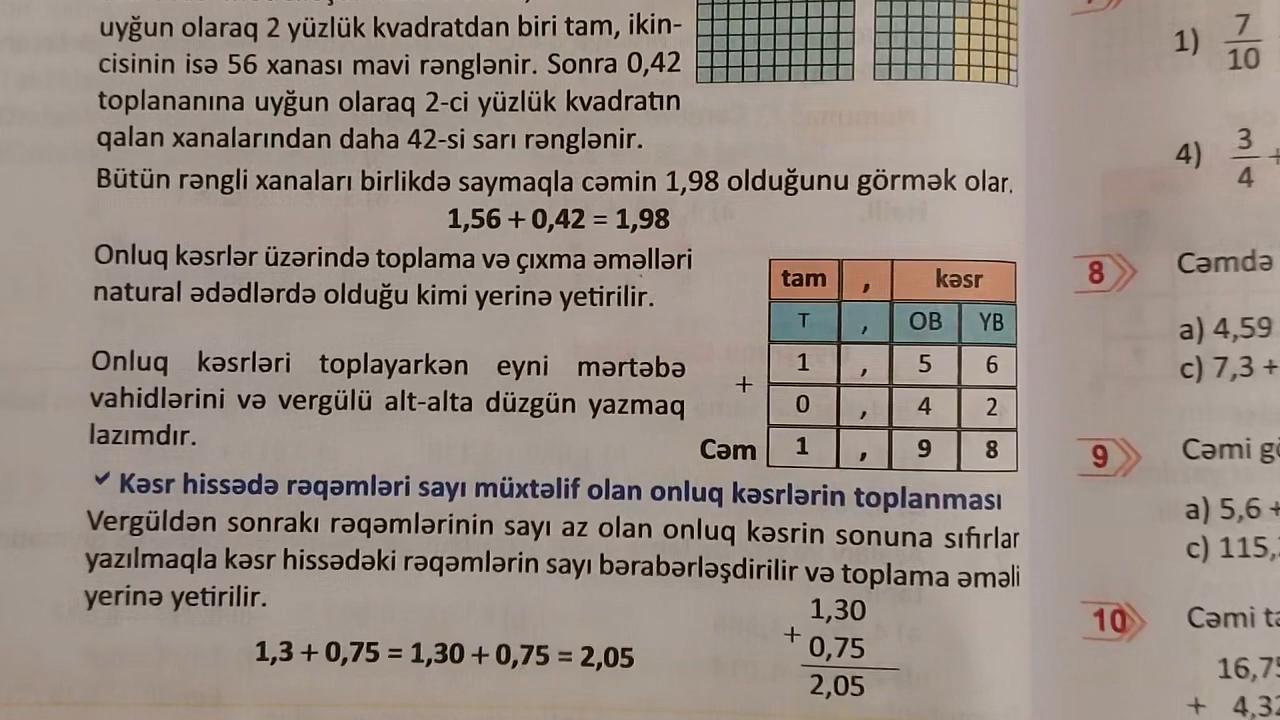 uyğun olaraq 2 yüzlük kvadratdan biri tam, ikin-
cisinin isə 56 xanası mavi rənglənir. Sonra 0,42
toplananına uyğun olaraq 2-ci yüzlük kvadratın
qalan xanalarından daha 42-si sarı rənglənir.
Bütün rəngli xanaları birlikdə saymaqla cəmin 1,98 olduğunu görmək olar.
1,56 + 0,42 = 1,98
Onluq kəsrlər üzərində toplama və çıxma əməlləri
natural ədədlərdə olduğu kimi yerinə yetirilir.
Onluq kəsrləri toplayarkən eyni mərtəbə
vahidlərini və vergülü alt-alta düzgün yazmaq
lazımdır.
tam , kəsr
T , OB YB
1 , 5 6
+
0 , 4 2
Cəm 1 , 9 8
Kəsr hissədə rəqəmləri sayı müxtəlif olan onluq kəsrlərin toplanması
Vergüldən sonrakı rəqəmlərinin sayı az olan onluq kəsrin sonuna sıfırlar
yazılmaqla kəsr hissədəki rəqəmlərin sayı bərabərləşdirilir və toplama əməli
yerinə yetirilir.
1,3 + 0,75 = 1,30 + 0,75 = 2,05
1,30
+
0,75
2,05
1) 7/10
4) 3/4 +
8 Cəmdə
a) 4,59
c) 7,3 +
9 Cəmi
a) 5,6 +
c) 115,
10 Cəmi
16,75
+ 4,32